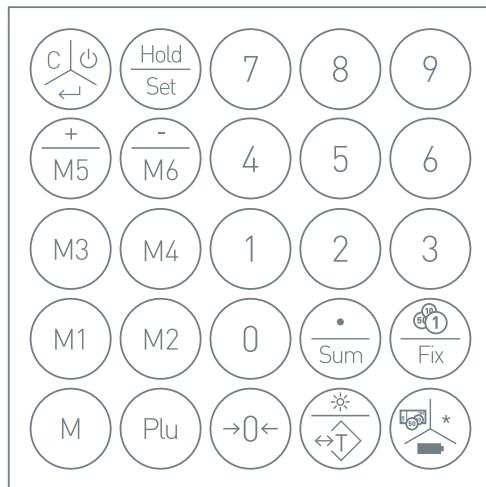 C Hold 7 8 9
Set
+ - 4 5 6
M5 M6
M3 M4 1 2 3
M1 M2 0 • 10 50 1
Sum Fix
M Plu →0← ↔T 50 *